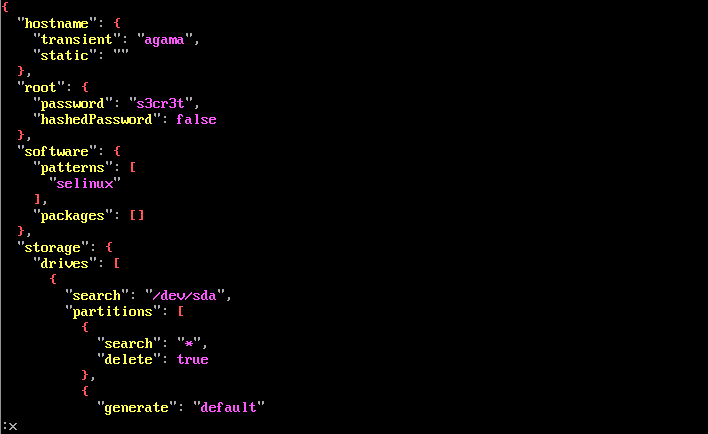 {
  "hostname": {
    "transient": "agama",
    "static": ""
  },
  "root": {
    "password": "s3cr3t",
    "hashedPassword": false
  },
  "software": {
    "patterns": [
      "selinux"
    ],
    "packages": []
  },
  "storage": {
    "drives": [
      {
        "search": "/dev/sda",
        "partitions": [
          {
            "search": "*",
            "delete": true
          },
          {
            "generate": "default"
:x